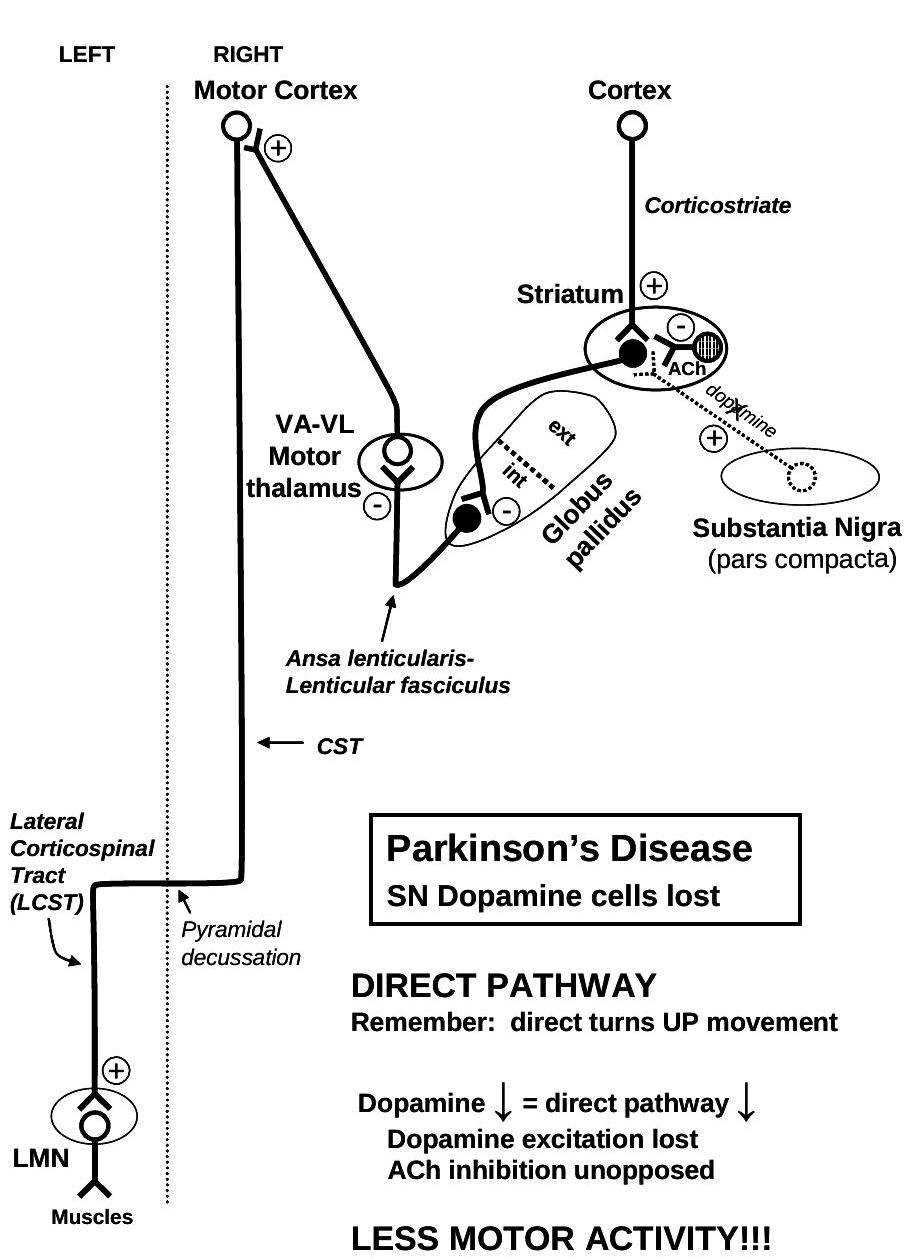 LEFT
RIGHT
Motor Cortex
Cortex
+
Corticostriate
+
Striatum
-
ACh
dopamine
+
VA-VL
Motor
thalamus
-
ext
int
-
Globus
pallidus
Substantia Nigra
(pars compacta)
Ansa lenticularis-
Lenticular fasciculus
CST
Lateral
Corticospinal
Tract
(LCST)
Pyramidal
decussation
Parkinson’s Disease
SN Dopamine cells lost
DIRECT PATHWAY
Remember: direct turns UP movement
+
Dopamine ↓ = direct pathway ↓
Dopamine excitation lost
ACh inhibition unopposed
LMN
Muscles
LESS MOTOR ACTIVITY!!!